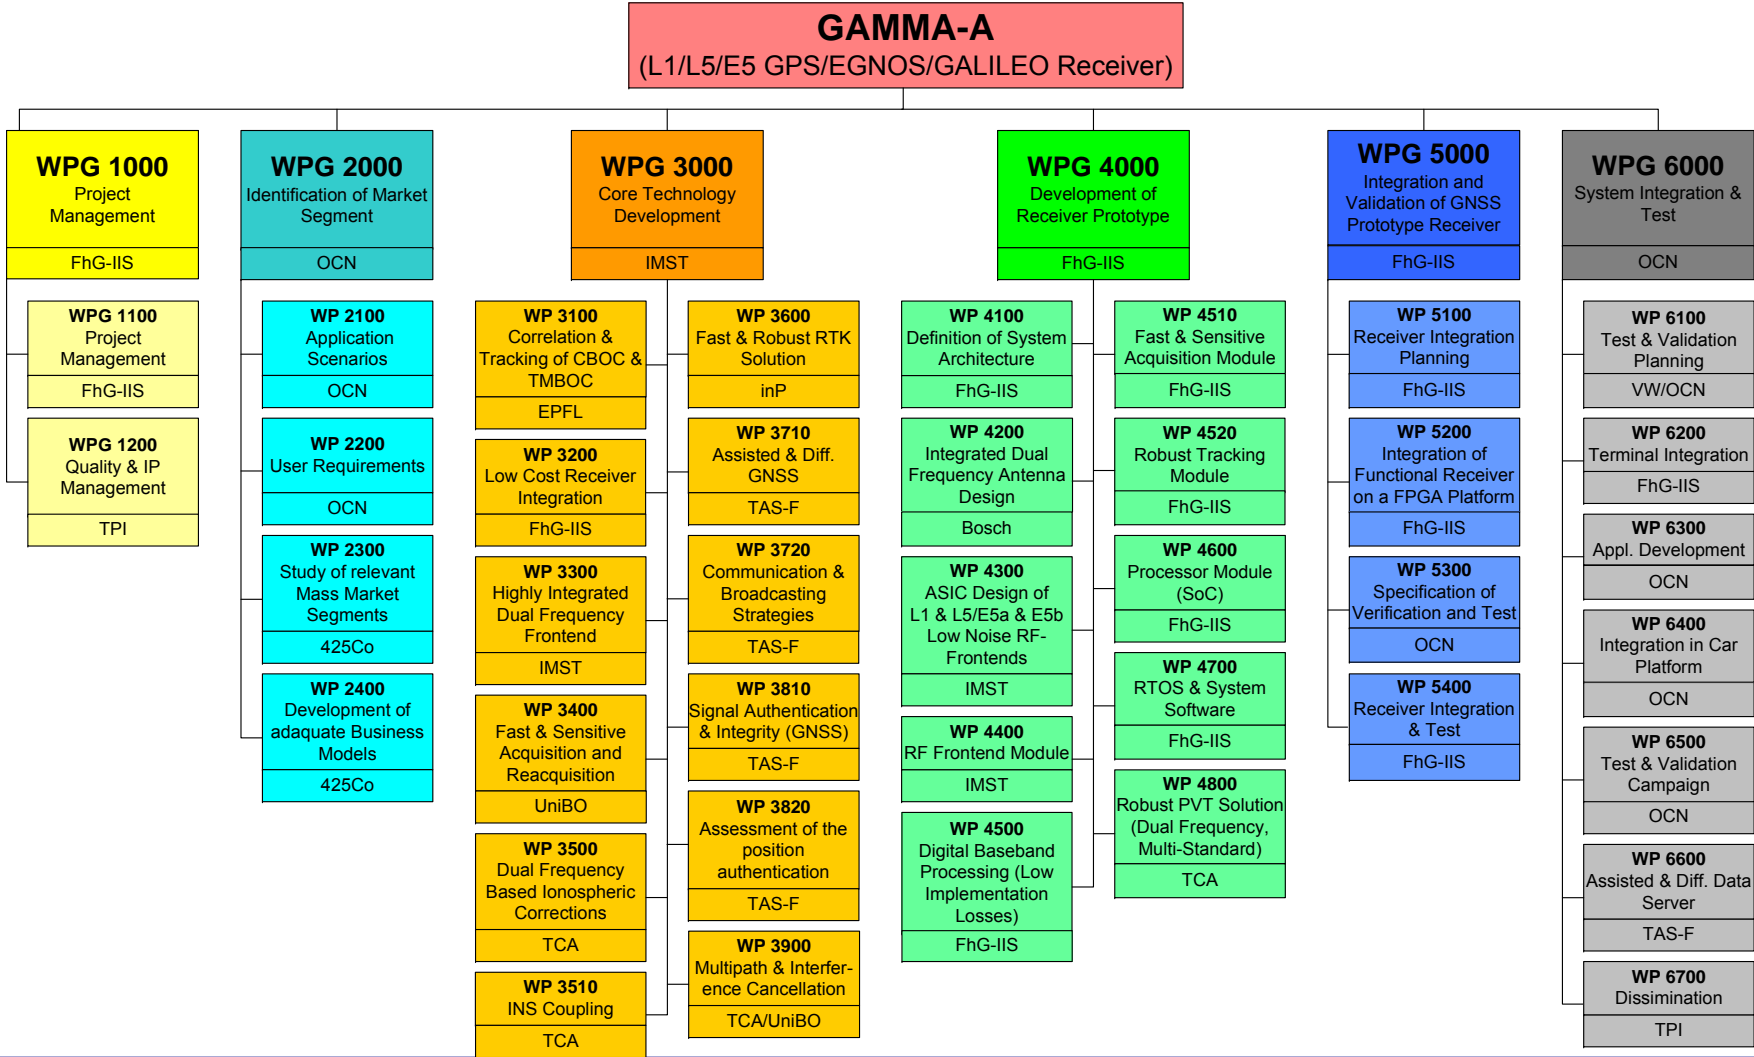 GAMMA-A
(L1/L5/E5 GPS/EGNOS/GALILEO Receiver)
WPG 1000
Project
Management
FhG-IIS
WPG 1100
Project
Management
FhG-IIS
WPG 1200
Quality & IP
Management
TPI
WPG 2000
Identification of Market
Segment
OCN
WP 2100
Application
Scenarios
OCN
WP 2200
User Requirements
OCN
WP 2300
Study of relevant
Mass Market
Segments
425Co
WP 2400
Development of
adaquate Business
Models
425Co
WPG 3000
Core Technology
Development
IMST
WP 3100
Correlation &
Tracking of CBOC &
TMBOC
EPFL
WP 3200
Low Cost Receiver
Integration
FhG-IIS
WP 3300
Highly Integrated
Dual Frequency
Frontend
IMST
WP 3400
Fast & Sensitive
Acquisition and
Reacquisition
UniBO
WP 3500
Dual Frequency
Based Ionospheric
Corrections
TCA
WP 3510
INS Coupling
TCA
WP 3600
Fast & Robust RTK
Solution
inP
WP 3710
Assisted & Diff.
GNSS
TAS-F
WP 3720
Communication &
Broadcasting
Strategies
TAS-F
WP 3810
Signal Authentication
& Integrity (GNSS)
TAS-F
WP 3820
Assessment of the
position
authentication
TAS-F
WP 3900
Multipath & Interfer-
ence Cancellation
TCA/UniBO
WPG 4000
Development of
Receiver Prototype
FhG-IIS
WP 4100
Definition of System
Architecture
FhG-IIS
WP 4200
Integrated Dual
Frequency Antenna
Design
Bosch
WP 4300
ASIC Design of
L1 & L5/E5a & E5b
Low Noise RF-
Frontends
IMST
WP 4400
RF Frontend Module
IMST
WP 4500
Digital Baseband
Processing (Low
Implementation
Losses)
FhG-IIS
WP 4510
Fast & Sensitive
Acquisition Module
FhG-IIS
WP 4520
Robust Tracking
Module
FhG-IIS
WP 4600
Processor Module
(SoC)
FhG-IIS
WP 4700
RTOS & System
Software
FhG-IIS
WP 4800
Robust PVT Solution
(Dual Frequency,
Multi-Standard)
TCA
WPG 5000
Integration and
Validation of GNSS
Prototype Receiver
FhG-IIS
WP 5100
Receiver Integration
Planning
FhG-IIS
WP 5200
Integration of
Functional Receiver
on a FPGA Platform
FhG-IIS
WP 5300
Specification of
Verification and Test
OCN
WP 5400
Receiver Integration
& Test
FhG-IIS
WPG 6000
System Integration &
Test
OCN
WP 6100
Test & Validation
Planning
VW/OCN
WP 6200
Terminal Integration
FhG-IIS
WP 6300
Appl. Development
OCN
WP 6400
Integration in Car
Platform
OCN
WP 6500
Test & Validation
Campaign
OCN
WP 6600
Assisted & Diff. Data
Server
TAS-F
WP 6700
Dissimination
TPI